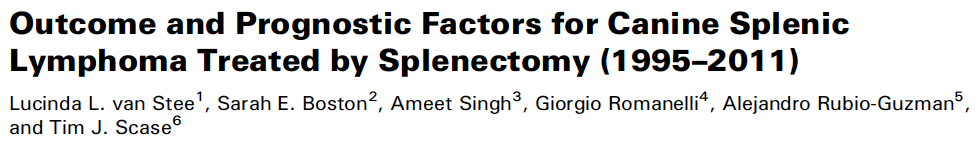 Outcome and Prognostic Factors for Canine Splenic
Lymphoma Treated by Splenectomy (1995–2011)
Lucinda L. van Stee¹, Sarah E. Boston², Ameet Singh³, Giorgio Romanelli⁴, Alejandro Rubio-Guzman⁵,
and Tim J. Scase⁶